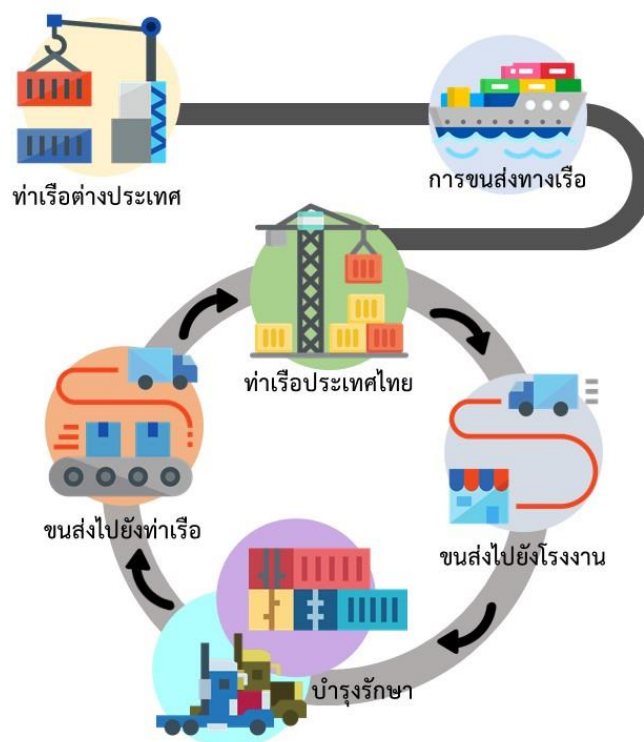 ท่าเรือต่างประเทศ
การขนส่งทางเรือ
ท่าเรือประเทศไทย
ขนส่งไปยังท่าเรือ
ขนส่งไปยังโรงงาน
บำรุงรักษา